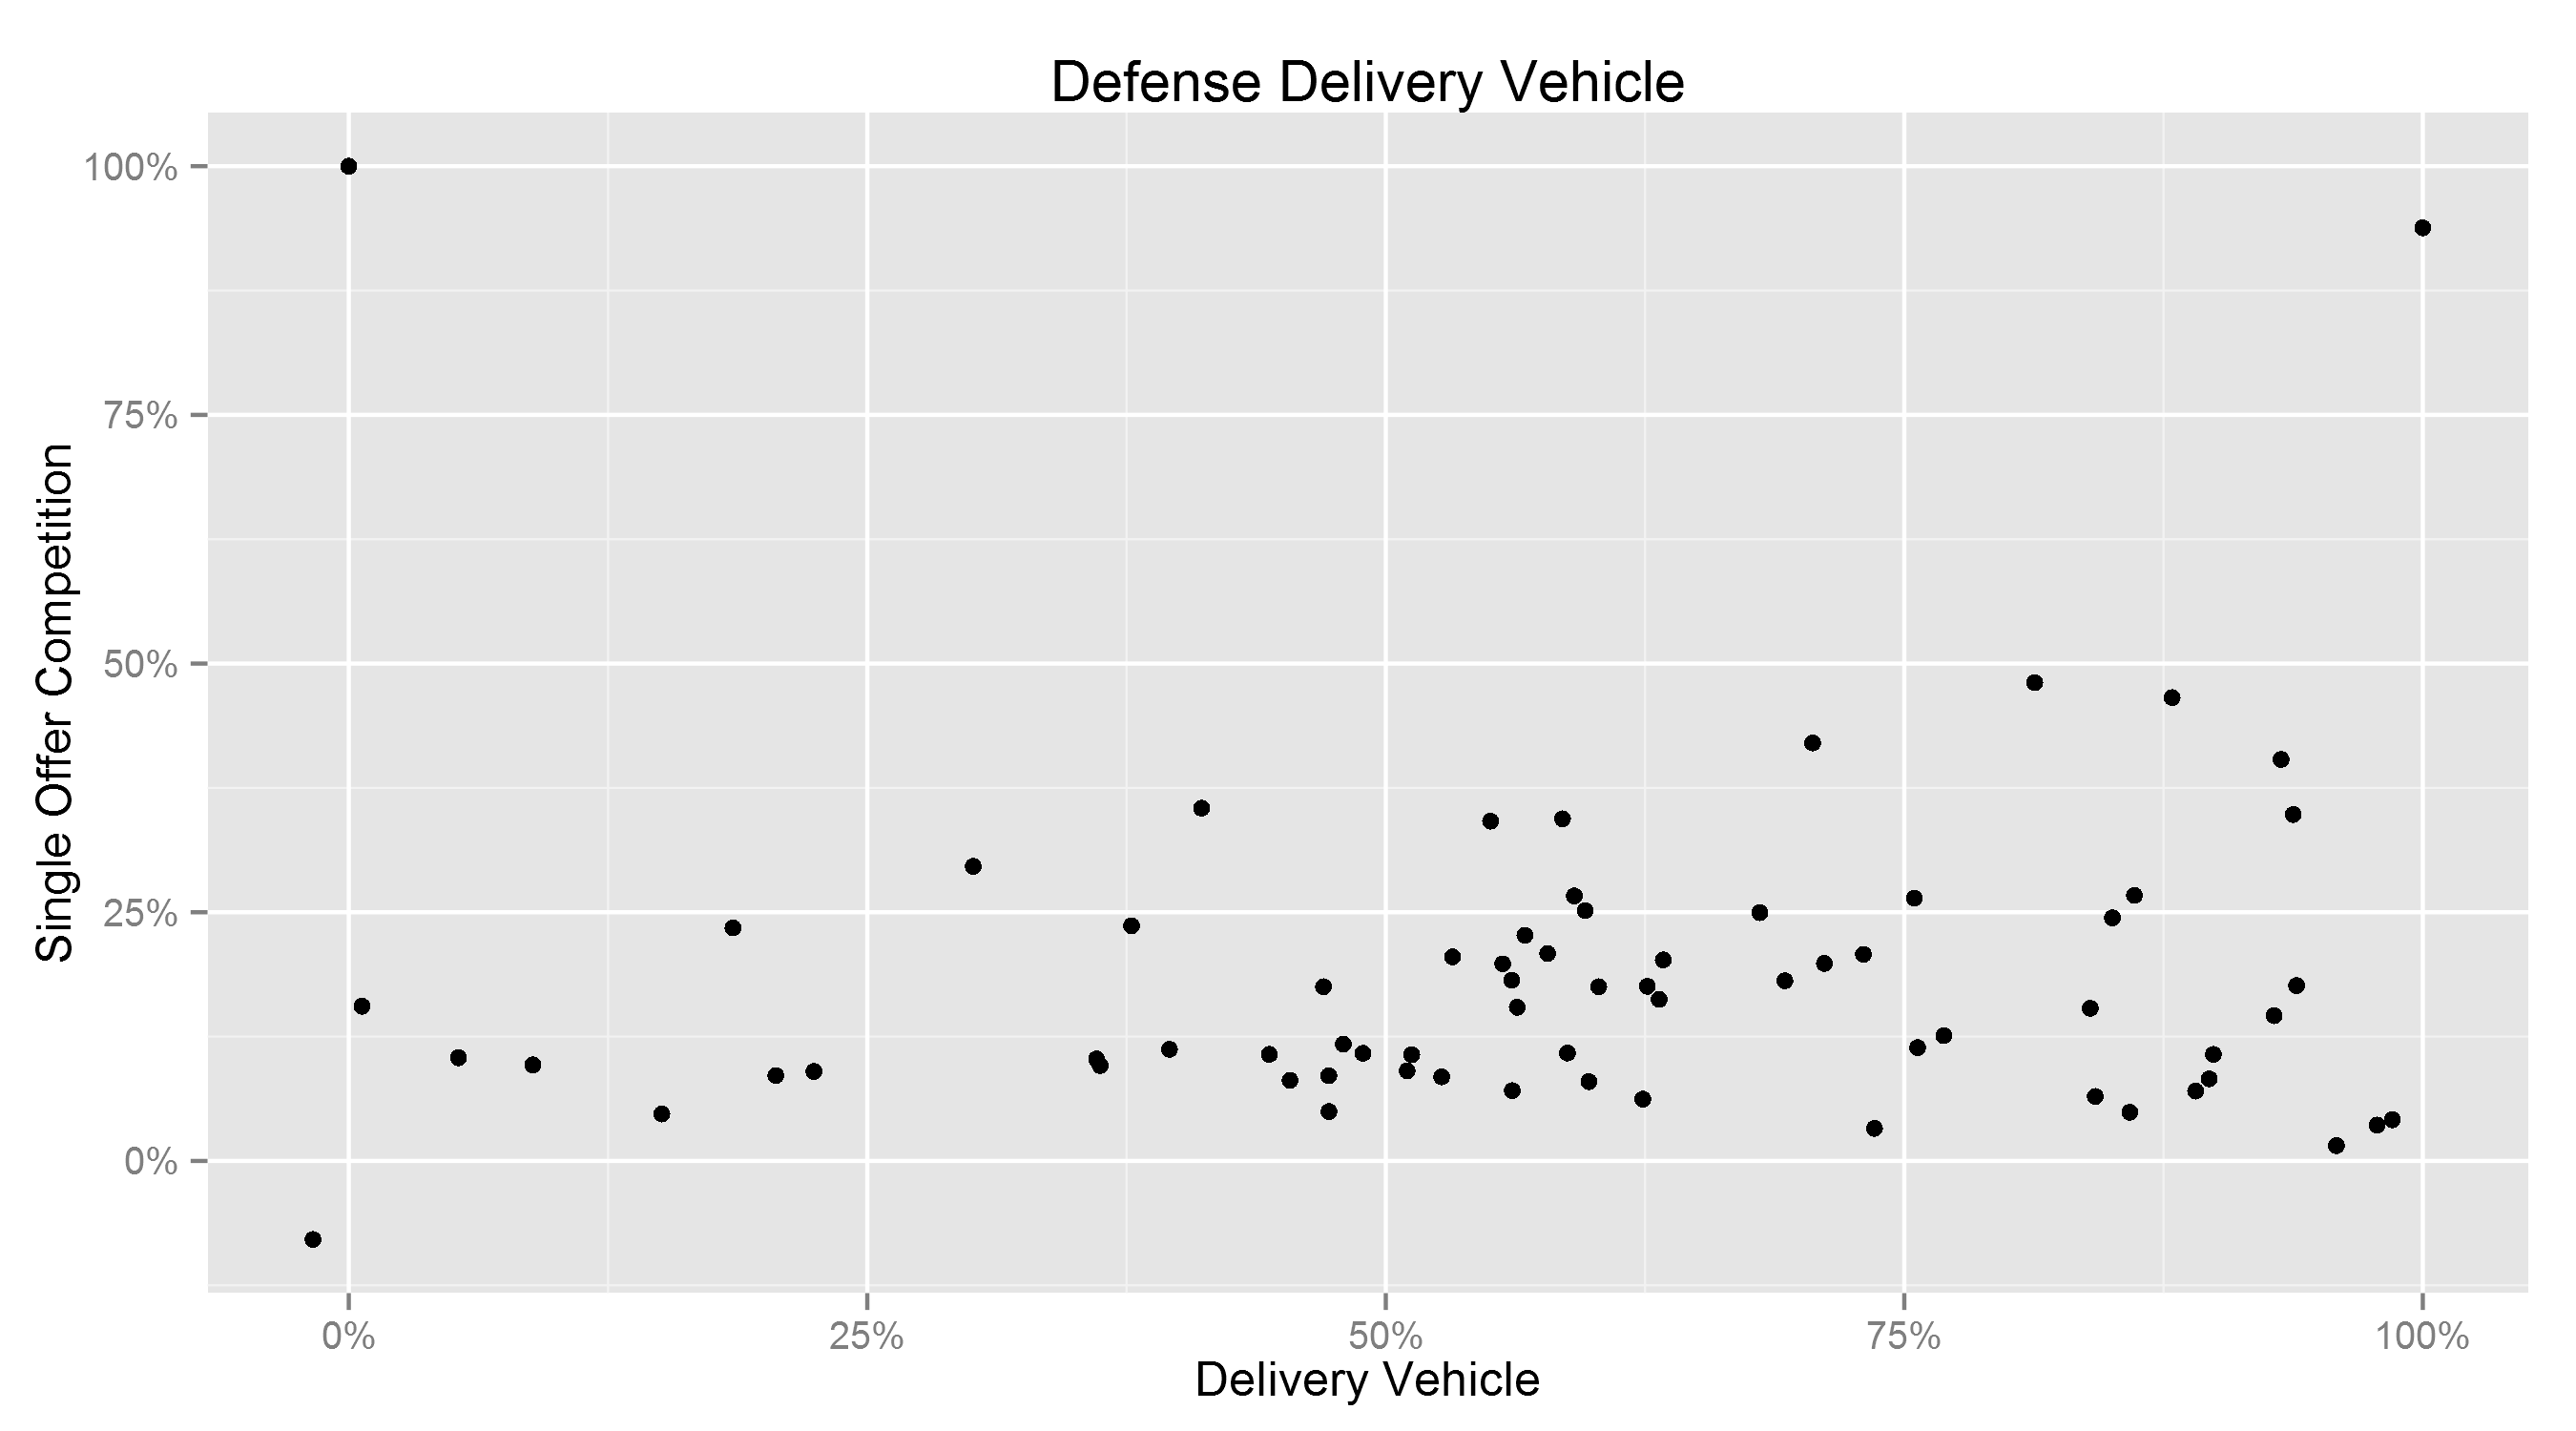 Defense Delivery Vehicle
Single Offer Competition
100%
75%
50%
25%
0%
0% 25% 50% 75% 100%
Delivery Vehicle